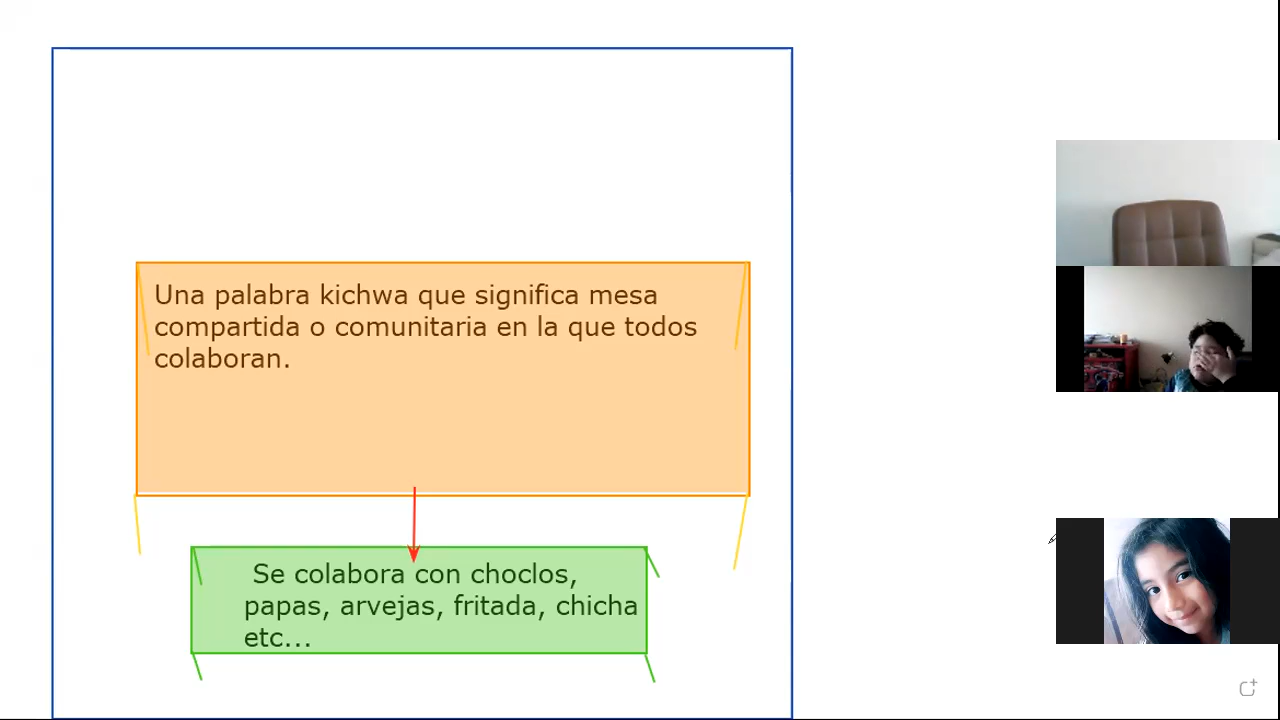 Una palabra kichwa que significa mesa
compartida o comunitaria en la que todos
colaboran.
Se colabora con choclos,
papas, arvejas, fritada, chicha
etc...